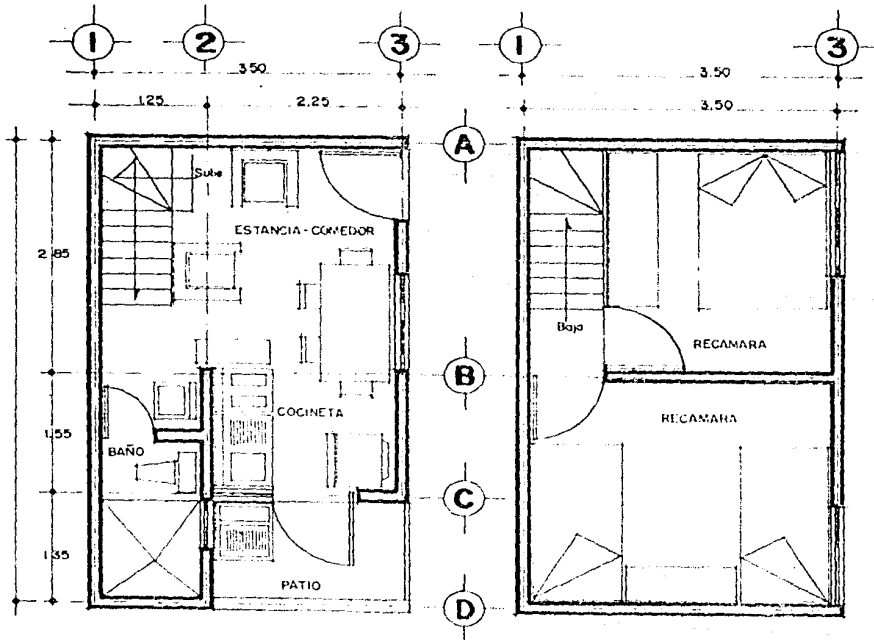 1 2 3 1 3
3.50 3.50
1.25 2.25 3.50
A
Sube
ESTANCIA-COMEDOR
2.85
Baja
RECAMARA
B
RECAMARA
COCINETA
1.55
BAÑO
C
1.35
PATIO
D